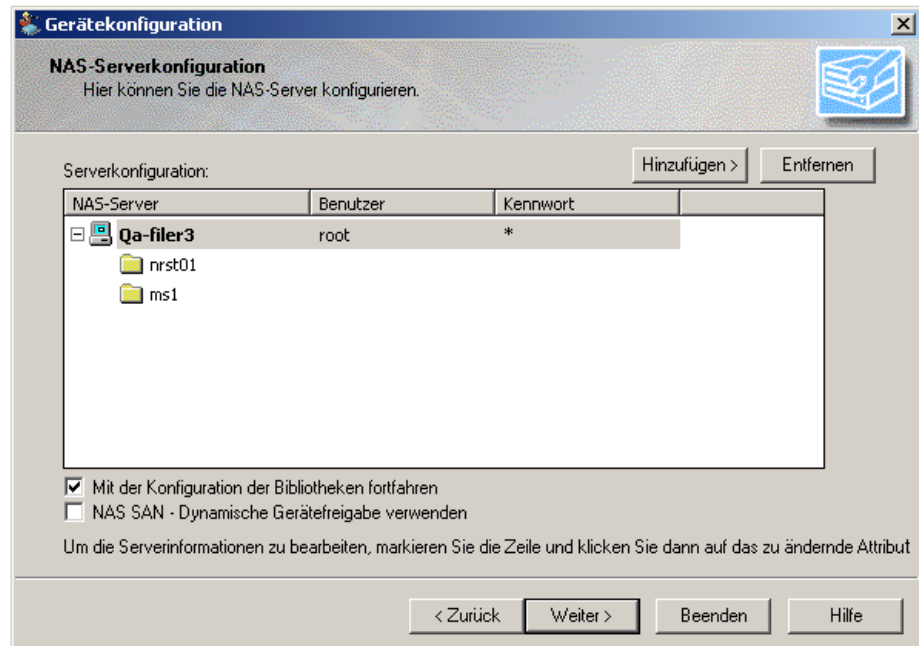 Gerätekonfiguration
NAS-Serverkonfiguration
Hier können Sie die NAS-Server konfigurieren.
Serverkonfiguration:
Hinzufügen >
Entfernen
NAS-Server Benutzer Kennwort
Qa-filer3 root *
nrst01
ms1
Mit der Konfiguration der Bibliotheken fortfahren
NAS SAN - Dynamische Gerätefreigabe verwenden
Um die Serverinformationen zu bearbeiten, markieren Sie die Zeile und klicken Sie dann auf das zu ändernde Attribut
< Zurück Weiter > Beenden Hilfe